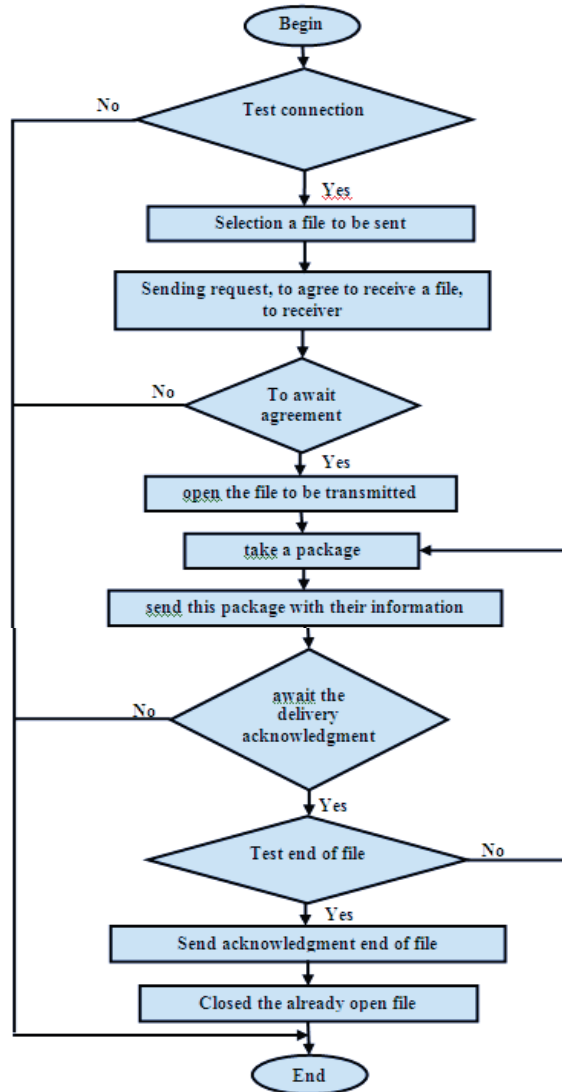 Begin
No
Test connection
Yes
Selection a file to be sent
Sending request, to agree to receive a file,
to receiver
No
To await
agreement
Yes
open the file to be transmitted
take a package
send this package with their information
No
await the
delivery
acknowledgment
Yes
Test end of file
No
Yes
Send acknowledgment end of file
Closed the already open file
End